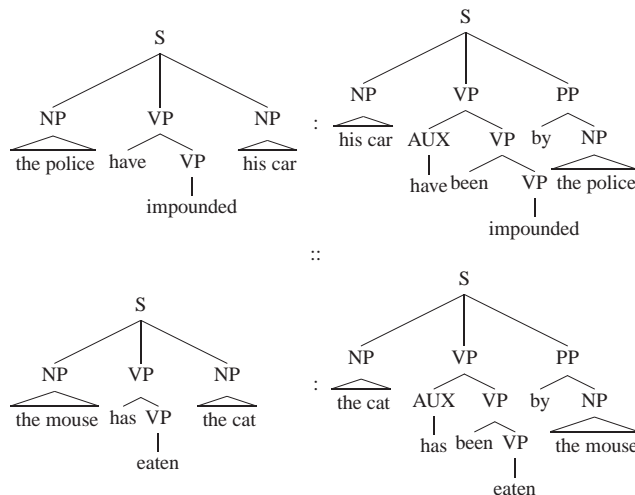 S S
NP VP NP : NP VP PP
the police have VP his car his car AUX VP by NP
impounded have been VP the police
impounded
::
S S
NP VP NP : NP VP PP
the mouse has VP the cat the cat AUX VP by NP
eaten has been VP the mouse
eaten